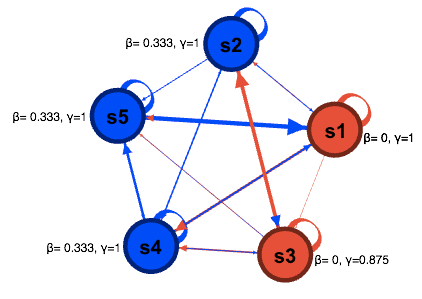 s2
β= 0.333, γ=1
s5
β= 0.333, γ=1
s1
β= 0, γ=1
s4
β= 0.333, γ=1
s3
β= 0, γ=0.875